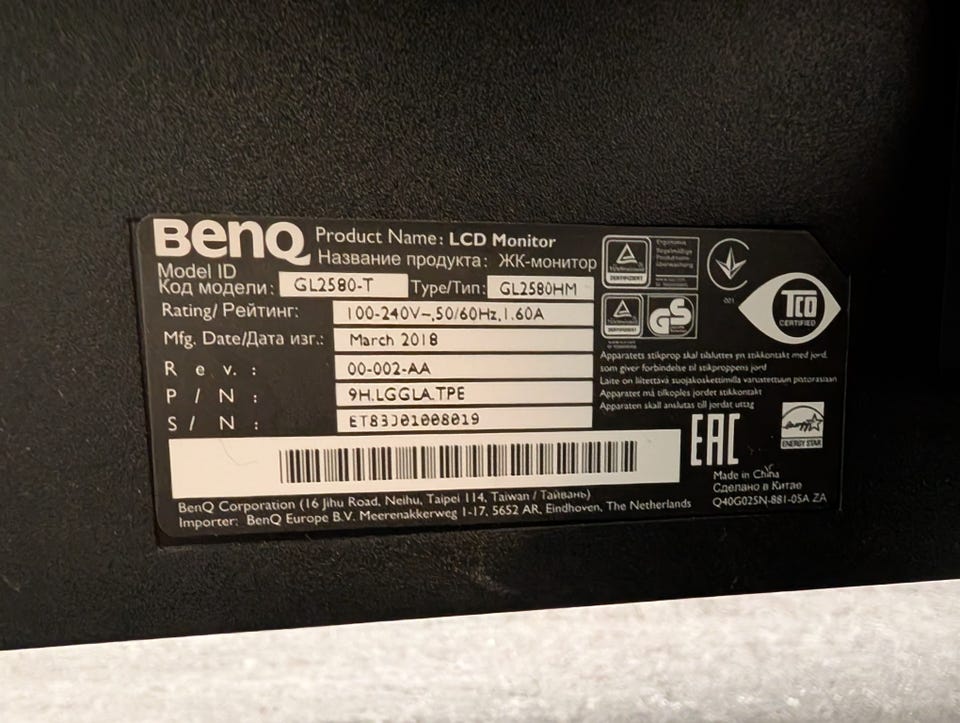 BenQ
Product Name: LCD Monitor
Название продукта: ЖК-монитор
Model ID
Код модели: GL2580-T Type/Тип: GL2580HM
Rating/ Рейтинг: 100-240V~,50/60Hz,1.60A
Mfg. Date/Дата изг.: March 2018
Rev.: 00-002-AA
P/N: 9H.LGGLA.TPE
S/N: ET83J01008019
BenQ Corporation (16 Jihu Road, Neihu, Taipei 114, Taiwan / Тайвань)
Importer: BenQ Europe B.V. Meerenakkerweg 1-17, 5652 AR, Eindhoven, The Netherlands
001
GS
TCO
CERTIFIED
Apparatets stikprop skal tilsluttes yn stikkontakt med jord,
som giver forbindelse til stikproppens jord
Laite on liitettävä suojakoskettimilla varustettuun pistorasiaan
Apparatet må tilkoples jordet stikkontakt
Apparaten skall anslutas till jordat uttag
EAC
ENERGY STAR
Made in China
Сделано в Китае
Q40G025N-881-05A ZA